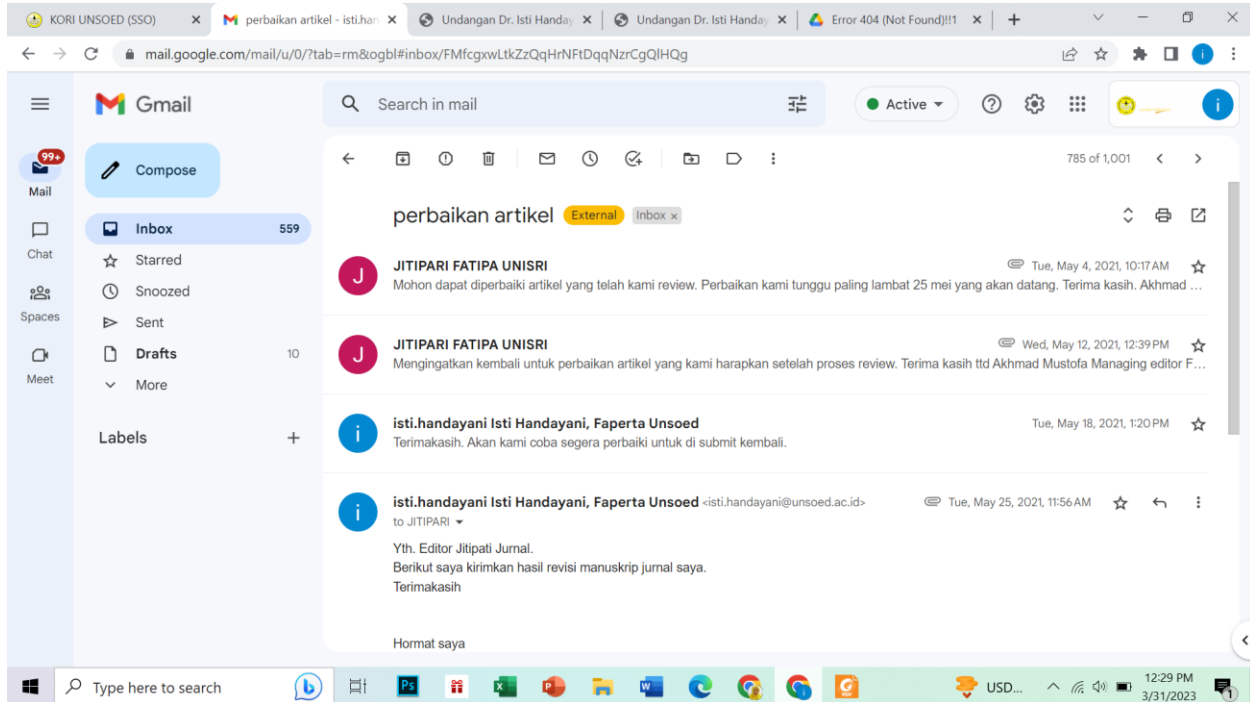 KORI UNSOED (SSO)
perbaikan artikel - isti.han
Undangan Dr. Isti Handay
Undangan Dr. Isti Handay
Error 404 (Not Found)!!1
mail.google.com/mail/u/0/?tab=rm&ogbl#inbox/FMfcgxwLtkZzQqHrNFtDqqNzrCgQlHQg
Gmail
Search in mail
Active
i
99+
Mail
Compose
785 of 1,001
perbaikan artikel External Inbox x
Inbox 559
Chat
Starred
JITIPARI FATIPA UNISRI Tue, May 4, 2021, 10:17 AM
J
Mohon dapat diperbaiki artikel yang telah kami review. Perbaikan kami tunggu paling lambat 25 mei yang akan datang. Terima kasih. Akhmad ...
Snoozed
Spaces
Sent
Drafts 10
JITIPARI FATIPA UNISRI Wed, May 12, 2021, 12:39 PM
J
Mengingatkan kembali untuk perbaikan artikel yang kami harapkan setelah proses review. Terima kasih ttd Akhmad Mustofa Managing editor F...
Meet
More
Labels
isti.handayani Isti Handayani, Faperta Unsoed Tue, May 18, 2021, 1:20 PM
i
Terimakasih. Akan kami coba segera perbaiki untuk di submit kembali.
isti.handayani Isti Handayani, Faperta Unsoed <isti.handayani@unsoed.ac.id> Tue, May 25, 2021, 11:56 AM
i
to JITIPARI
Yth. Editor Jitipati Jurnal.
Berikut saya kirimkan hasil revisi manuskrip jurnal saya.
Terimakasih
Hormat saya
Type here to search
USD...
12:29 PM
3/31/2023
1